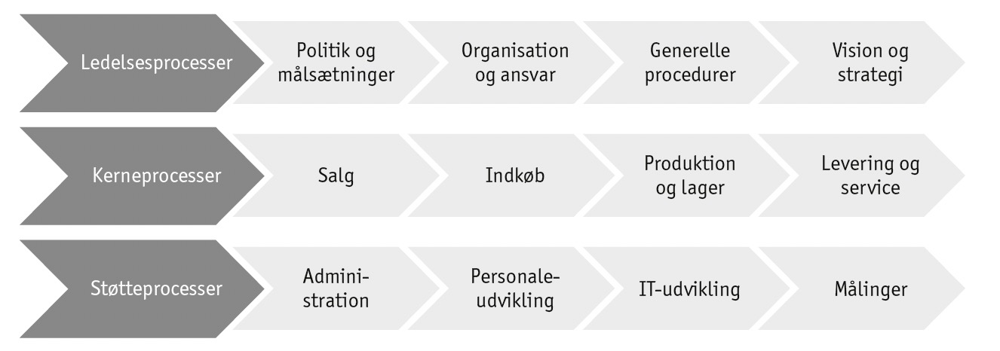 Ledelsesprocesser
Politik og
målsætninger
Organisation
og ansvar
Generelle
procedurer
Vision og
strategi
Kerneprocesser
Salg
Indkøb
Produktion
og lager
Levering og
service
Støtteprocesser
Admini-
stration
Personale-
udvikling
IT-udvikling
Målinger